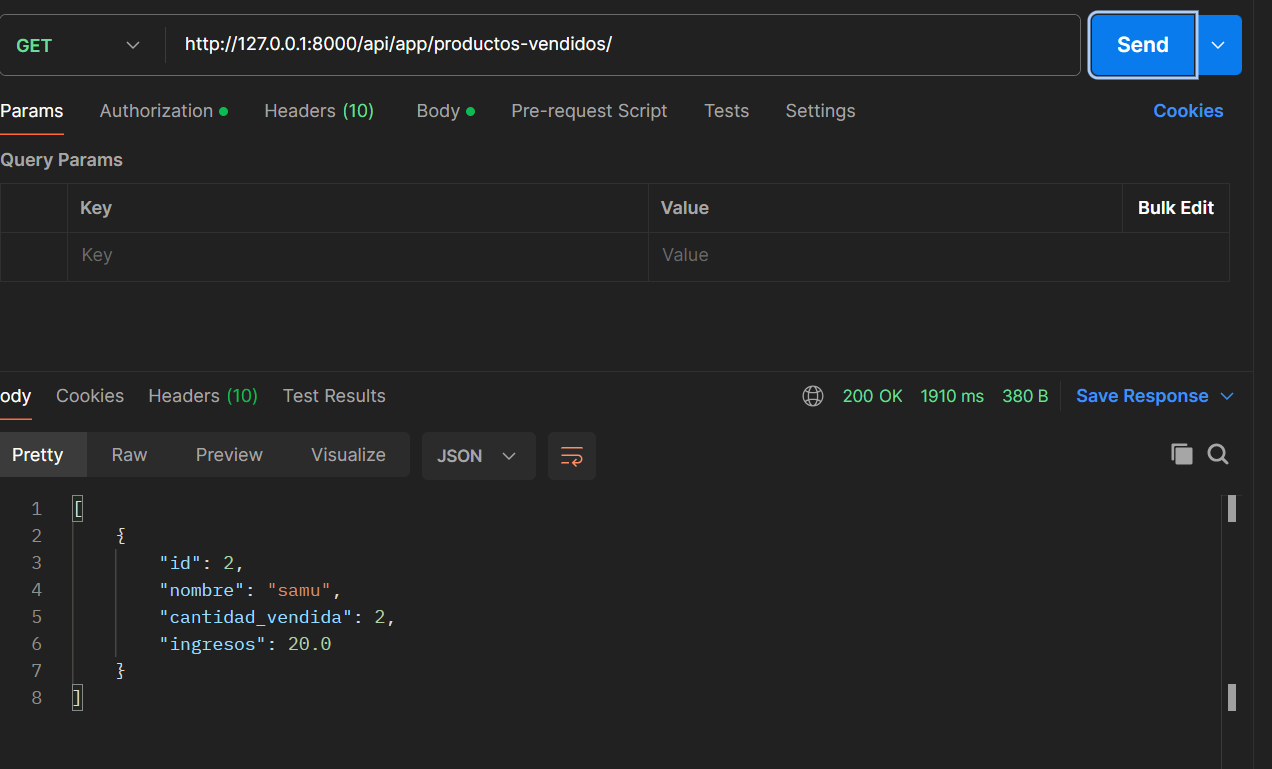 GET http://127.0.0.1:8000/api/app/productos-vendidos/ Send
Params Authorization Headers (10) Body Pre-request Script Tests Settings Cookies
Query Params
Key Value Bulk Edit
Key Value
ody Cookies Headers (10) Test Results 200 OK 1910 ms 380 B Save Response
Pretty Raw Preview Visualize JSON
1 [
2 {
3 "id": 2,
4 "nombre": "samu",
5 "cantidad_vendida": 2,
6 "ingresos": 20.0
7 }
8 ]